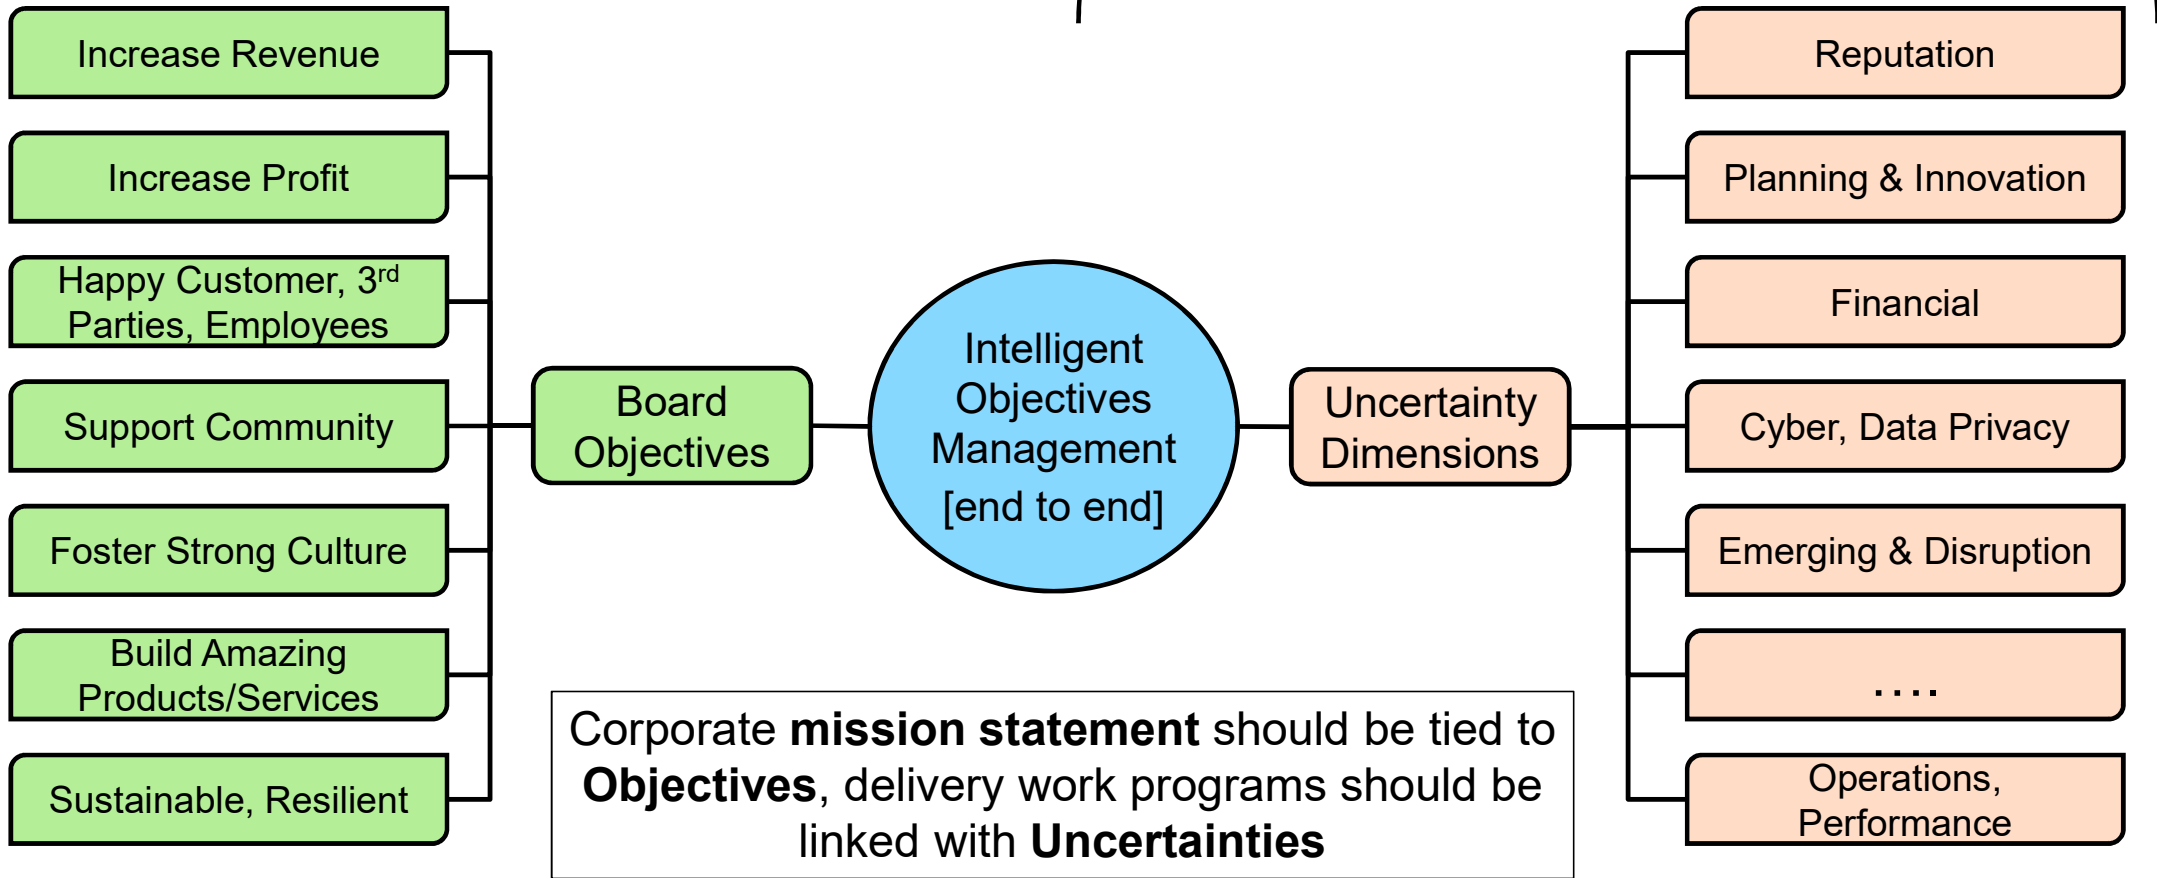 Increase Revenue
Increase Profit
Happy Customer, 3rd
Parties, Employees
Support Community
Foster Strong Culture
Build Amazing
Products/Services
Sustainable, Resilient
Board
Objectives
Intelligent
Objectives
Management
[end to end]
Uncertainty
Dimensions
Reputation
Planning & Innovation
Financial
Cyber, Data Privacy
Emerging & Disruption
....
Operations,
Performance
Corporate mission statement should be tied to
Objectives, delivery work programs should be
linked with Uncertainties